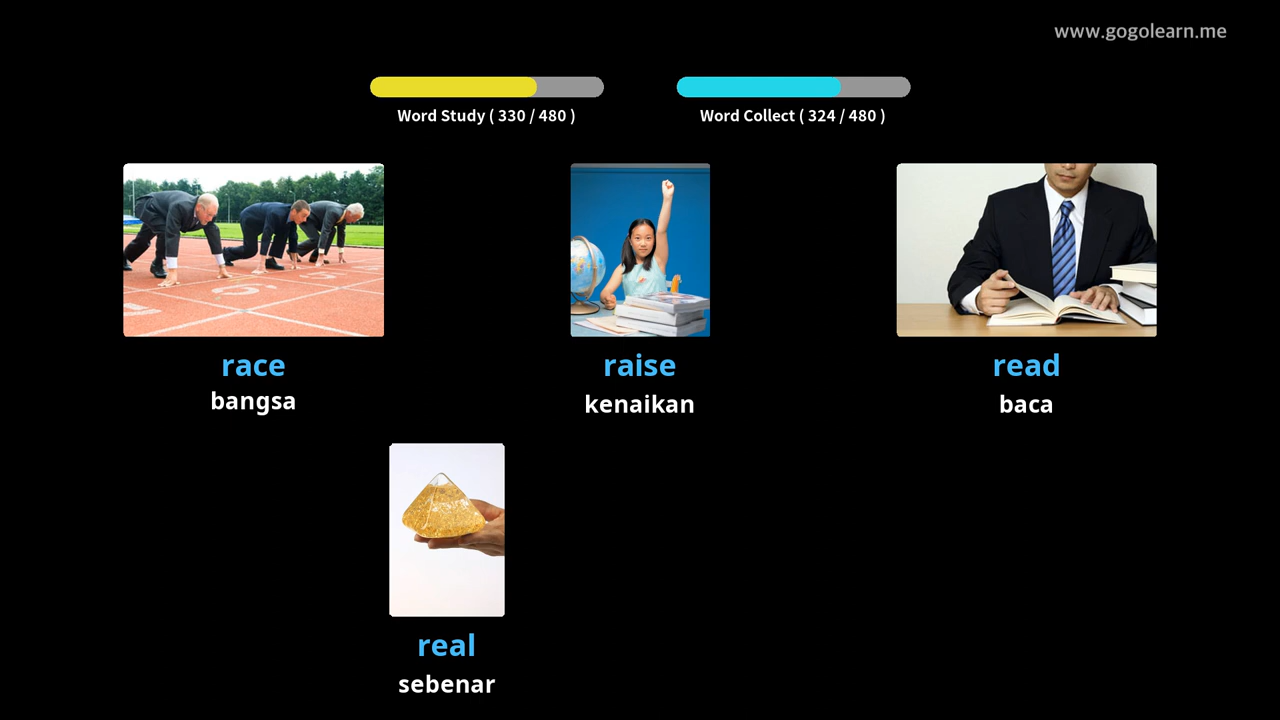 www.gogolearn.me
Word Study ( 330 / 480 )
Word Collect ( 324 / 480 )
race
bangsa
raise
kenaikan
read
baca
real
sebenar